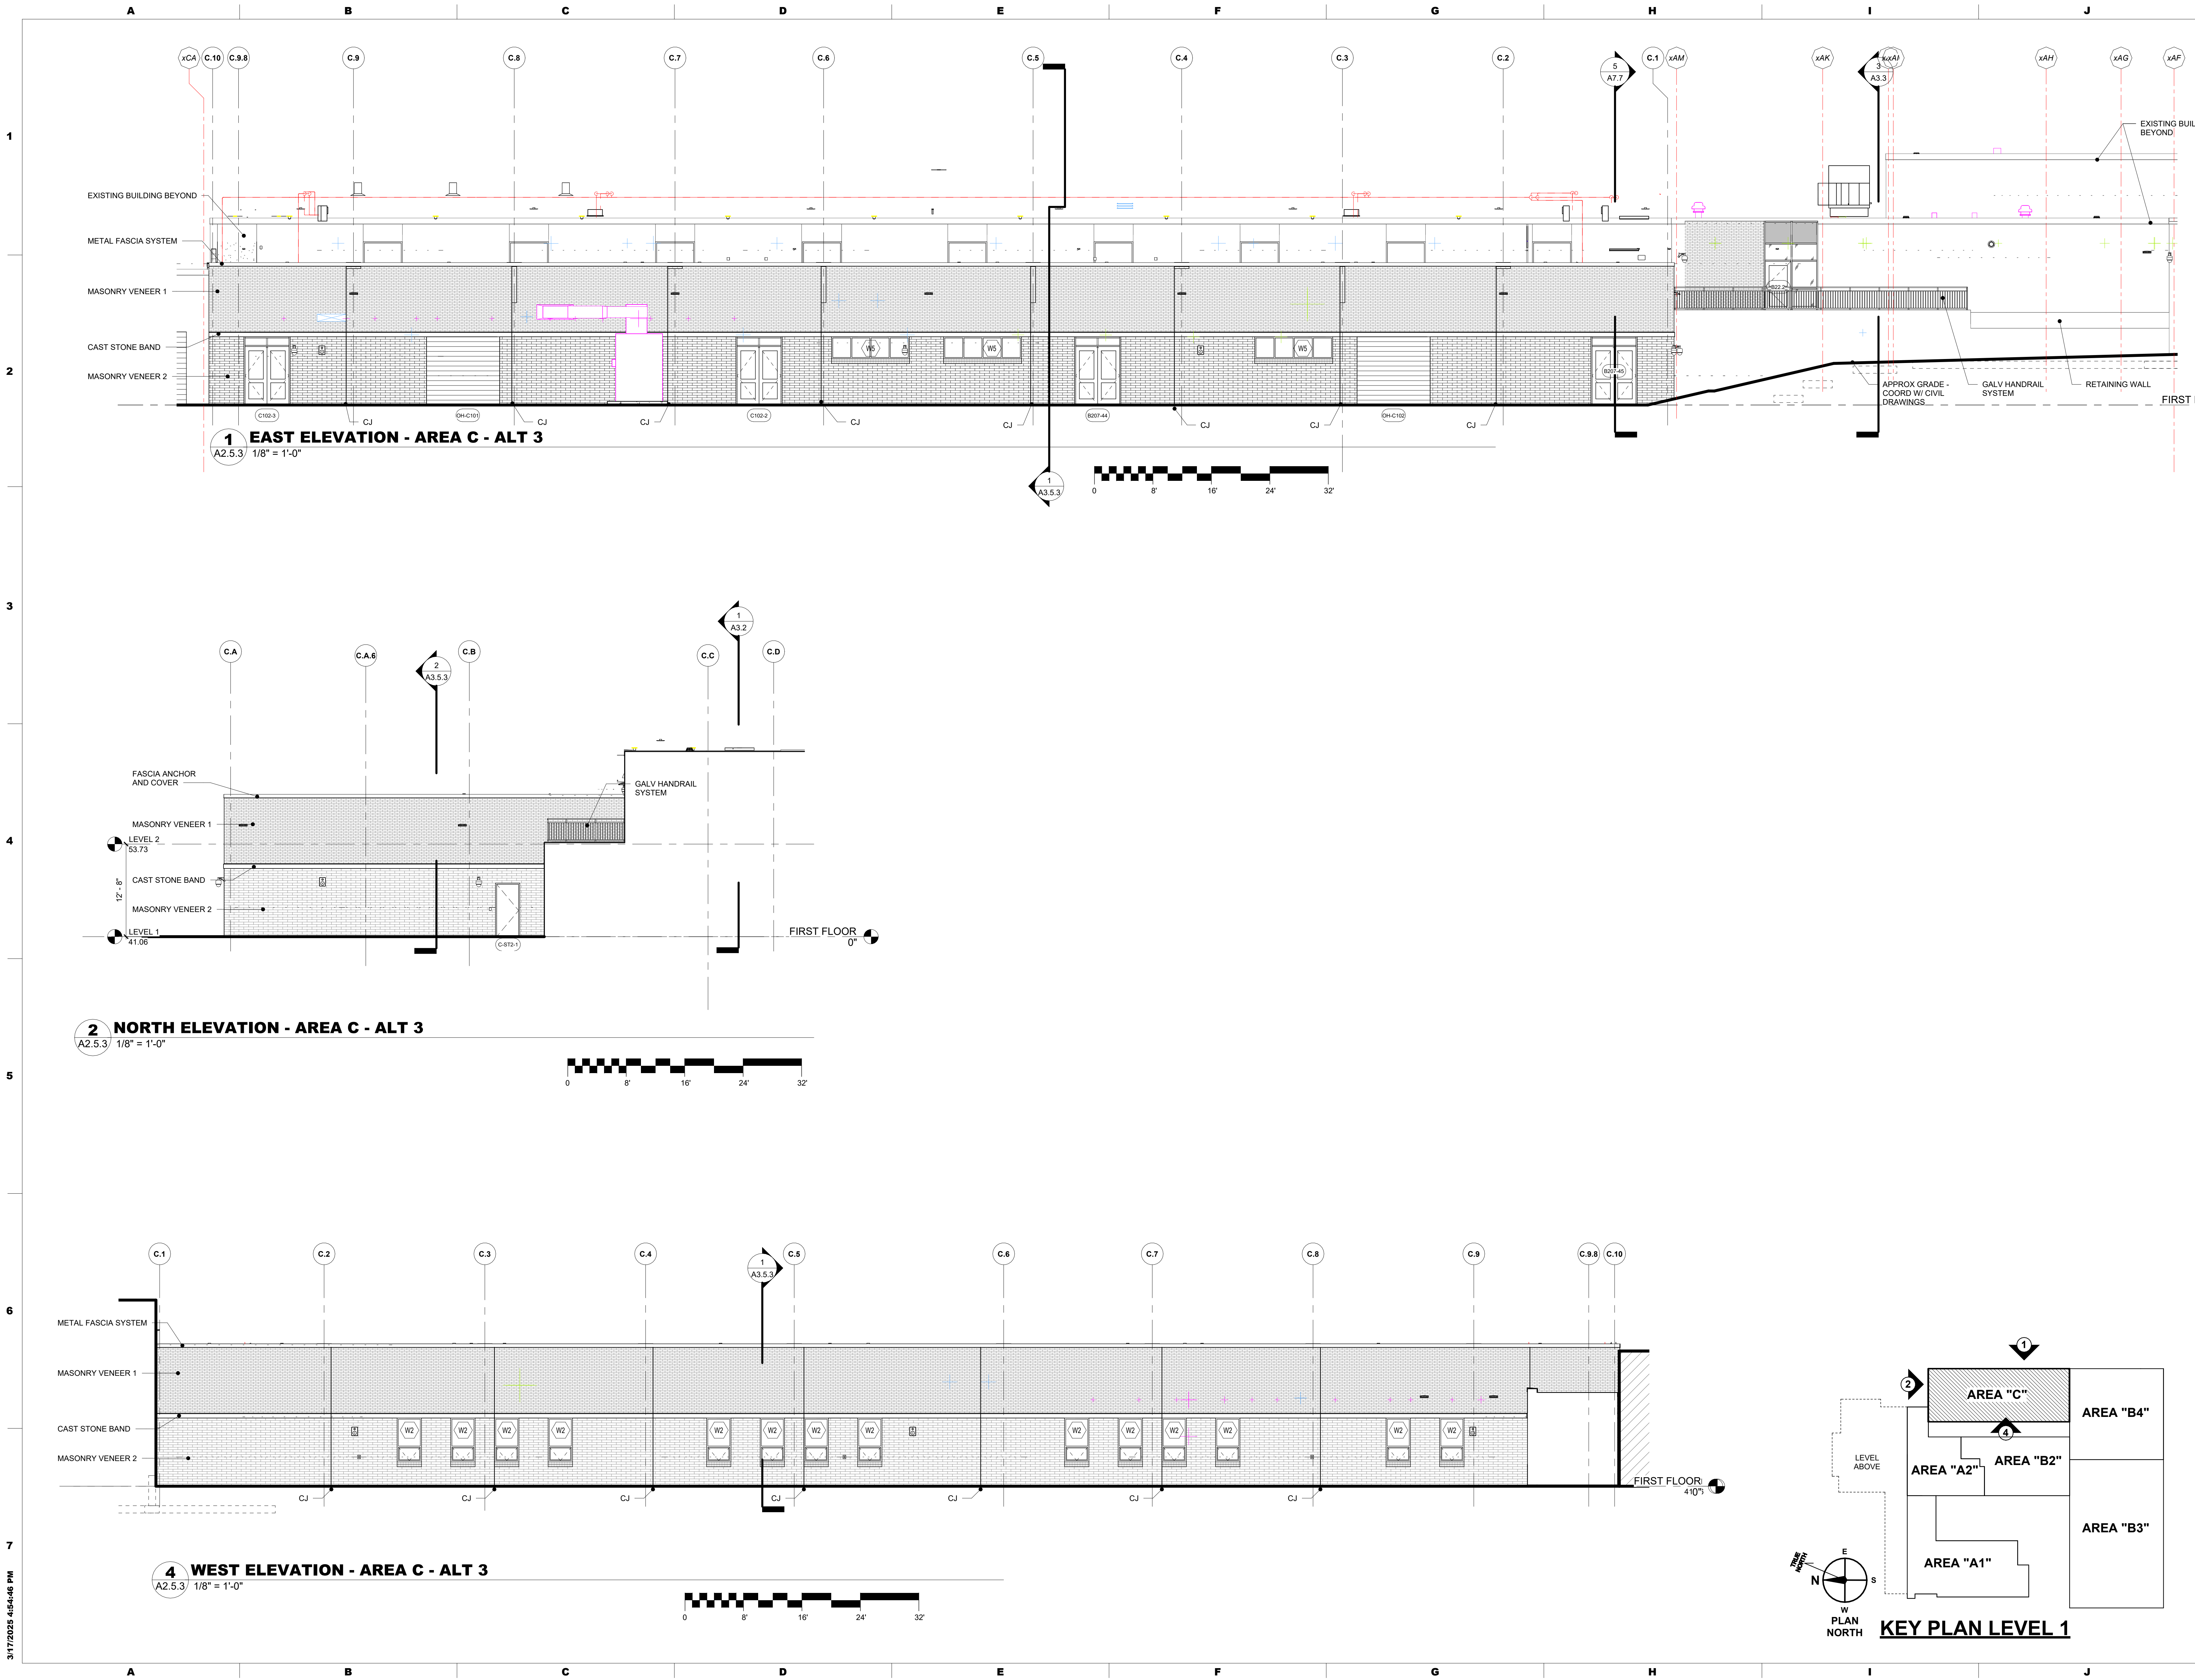 A B C D E F G H I J
xCA C.10 C.9.8 C.9 C.8 C.7 C.6 C.5 C.4 C.3 C.2 C.1 xAM xAK xAI xAH xAG xAF
5
A7.7
3
A3.3
1
EXISTING BUIL
BEYOND
EXISTING BUILDING BEYOND
METAL FASCIA SYSTEM
MASONRY VENEER 1
CAST STONE BAND
MASONRY VENEER 2
2
W5 W5 W5
B207-45
B22.2
C102-3 OH-C101 C102-2 B207-44 OH-C102
CJ CJ CJ CJ CJ CJ CJ CJ
APPROX GRADE -
COORD W/ CIVIL
DRAWINGS
GALV HANDRAIL
SYSTEM
RETAINING WALL
FIRST
1
A2.5.3
EAST ELEVATION - AREA C - ALT 3
1/8" = 1'-0"
1
A3.5.3
0 8' 16' 24' 32'
3
C.A C.A.6 C.B C.C C.D
2
A3.5.3
1
A3.2
FASCIA ANCHOR
AND COVER
GALV HANDRAIL
SYSTEM
MASONRY VENEER 1
4
LEVEL 2
53.73
CAST STONE BAND
12' - 8"
MASONRY VENEER 2
LEVEL 1
41.06
C-ST2-1
FIRST FLOOR
0"
2
A2.5.3
NORTH ELEVATION - AREA C - ALT 3
1/8" = 1'-0"
5
0 8' 16' 24' 32'
C.1 C.2 C.3 C.4 C.5 C.6 C.7 C.8 C.9 C.9.8 C.10
1
A3.5.3
6
METAL FASCIA SYSTEM
MASONRY VENEER 1
CAST STONE BAND
MASONRY VENEER 2
W2 W2 W2 W2 W2 W2 W2 W2 W2 W2 W2 W2 W2 W2
CJ CJ CJ CJ CJ CJ CJ
FIRST FLOOR
0"
4
A2.5.3
WEST ELEVATION - AREA C - ALT 3
1/8" = 1'-0"
0 8' 16' 24' 32'
7
3/17/2025 4:54:46 PM
1
2
4
AREA "C"
AREA "B4"
LEVEL
ABOVE
AREA "A2"
AREA "B2"
AREA "B3"
AREA "A1"
TRUE
NORTH
E
N
S
W
PLAN
NORTH
KEY PLAN LEVEL 1
A B C D E F G H I J